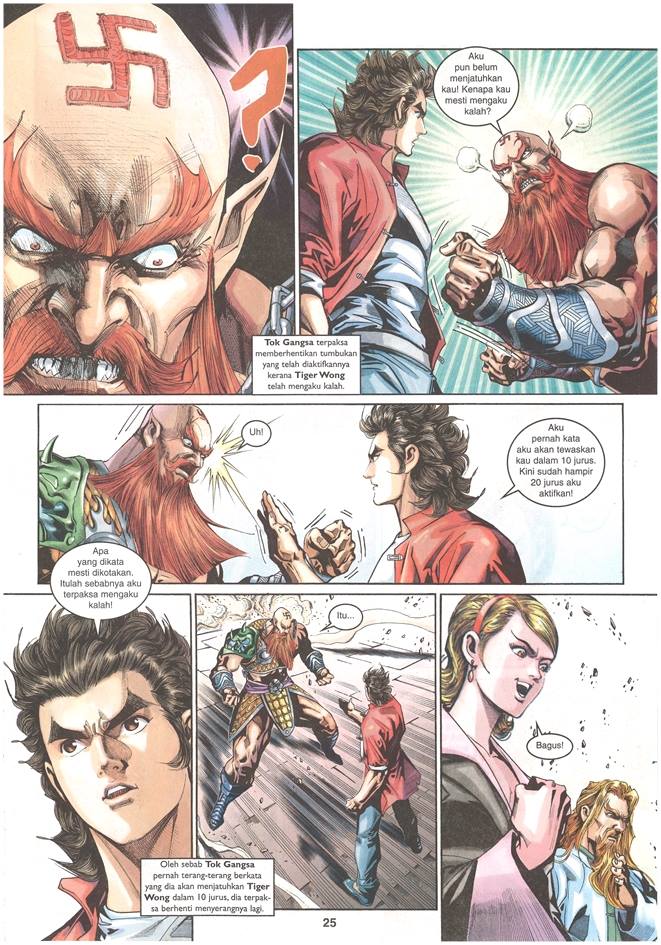 ?
Aku
pun belum
menjatuhkan
kau! Kenapa kau
mesti mengaku
kalah?
Tok Gangsa terpaksa
memberhentikan tumbukan
yang telah diaktifkannya
kerana Tiger Wong
telah mengaku kalah.
Uh!
Aku
pernah kata
aku akan tewaskan
kau dalam 10 jurus.
Kini sudah hampir
20 jurus aku
aktifkan!
Apa
yang dikata
mesti dikotakan.
Itulah sebabnya aku
terpaksa mengaku
kalah!
Oleh sebab Tok Gangsa
pernah terang-terang berkata
yang dia akan menjatuhkan Tiger
Wong dalam 10 jurus, dia terpak-
sa berhenti menyerangnya lagi.
Itu...
Bagus!
25